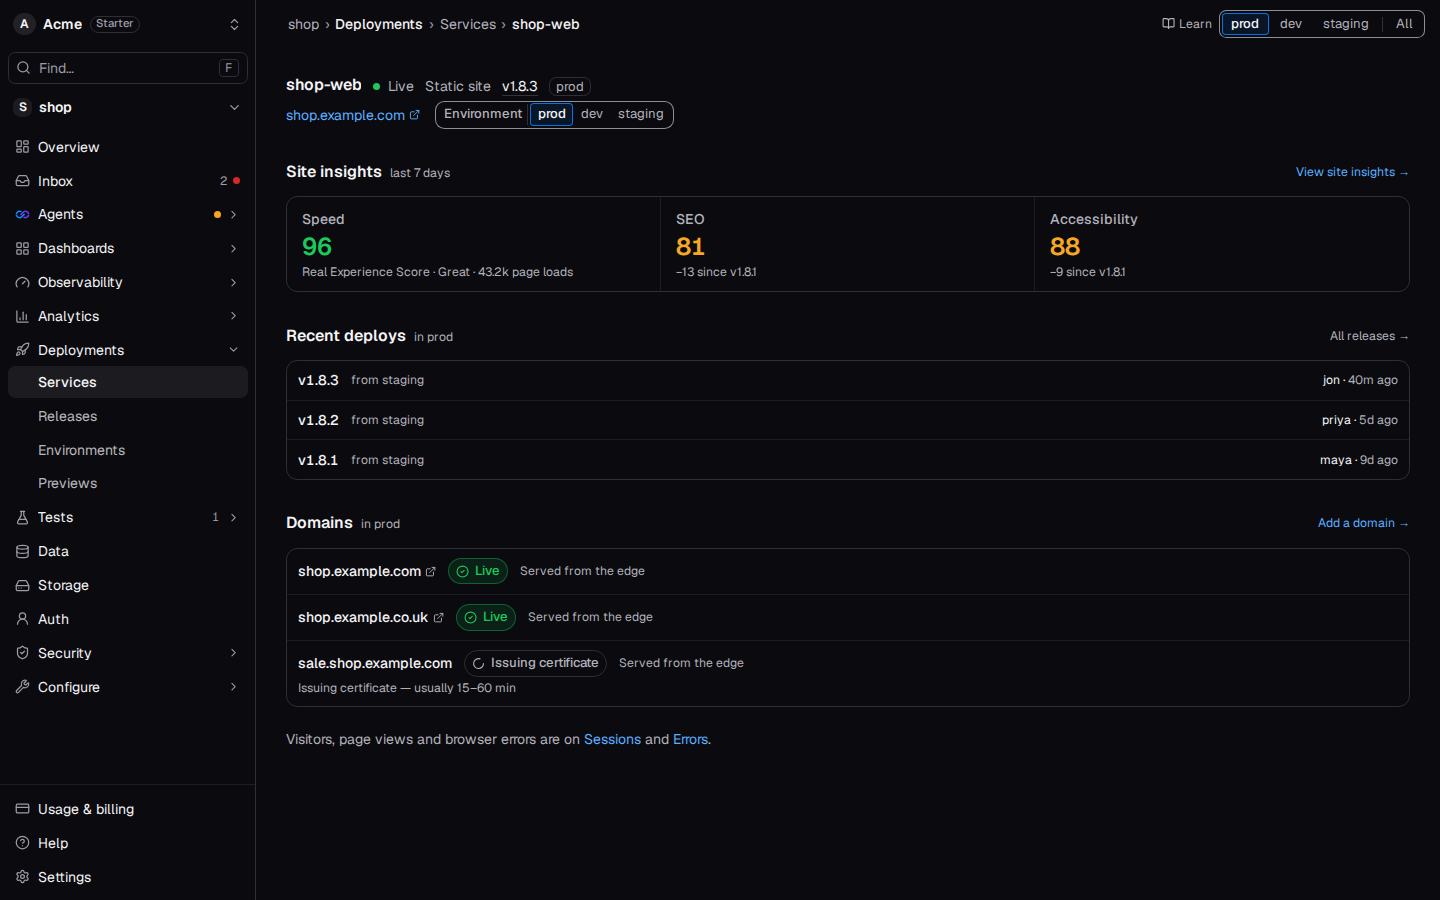 A Acme Starter
Find... F
S shop
Overview
Inbox 2
Agents
Dashboards
Observability
Analytics
Deployments
Services
Releases
Environments
Previews
Tests 1
Data
Storage
Auth
Security
Configure
Usage & billing
Help
Settings
shop › Deployments › Services › shop-web
Learn prod dev staging All
shop-web Live Static site v1.8.3 prod
shop.example.com Environment prod dev staging
Site insights last 7 days View site insights →
Speed
96
Real Experience Score · Great · 43.2k page loads
SEO
81
−13 since v1.8.1
Accessibility
88
−9 since v1.8.1
Recent deploys in prod All releases →
v1.8.3 from staging jon · 40m ago
v1.8.2 from staging priya · 5d ago
v1.8.1 from staging maya · 9d ago
Domains in prod Add a domain →
shop.example.com Live Served from the edge
shop.example.co.uk Live Served from the edge
sale.shop.example.com Issuing certificate Served from the edge
Issuing certificate — usually 15–60 min
Visitors, page views and browser errors are on Sessions and Errors.